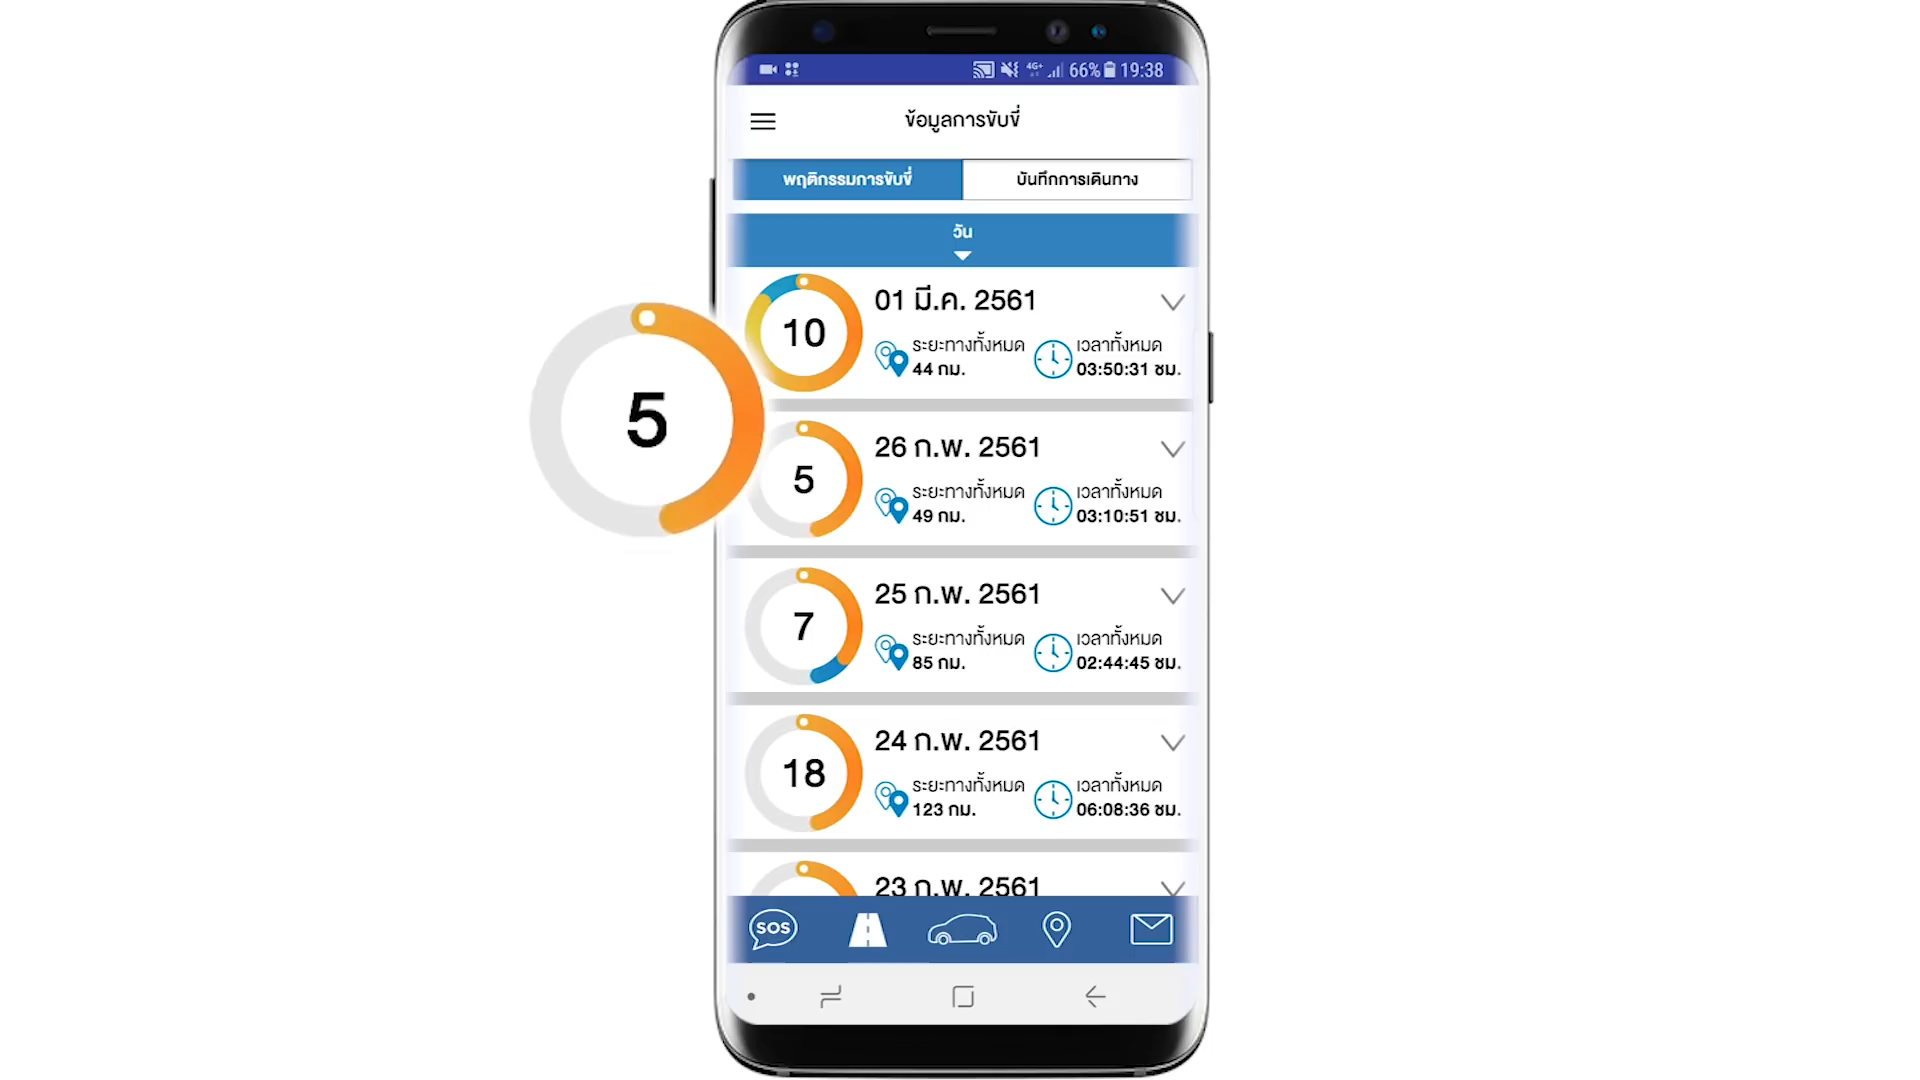 4G+ 66% 19:38
ข้อมูลการขับขี่
พฤติกรรมการขับขี่ บันทึกการเดินทาง
วัน
10
01 มี.ค. 2561
ระยะทางทั้งหมด เวลาทั้งหมด
44 กม. 03:50:31 ชม.
5
5
26 ก.พ. 2561
ระยะทางทั้งหมด เวลาทั้งหมด
49 กม. 03:10:51 ชม.
7
25 ก.พ. 2561
ระยะทางทั้งหมด เวลาทั้งหมด
85 กม. 02:44:45 ชม.
18
24 ก.พ. 2561
ระยะทางทั้งหมด เวลาทั้งหมด
123 กม. 06:08:36 ชม.
23 ก.พ. 2561
SOS